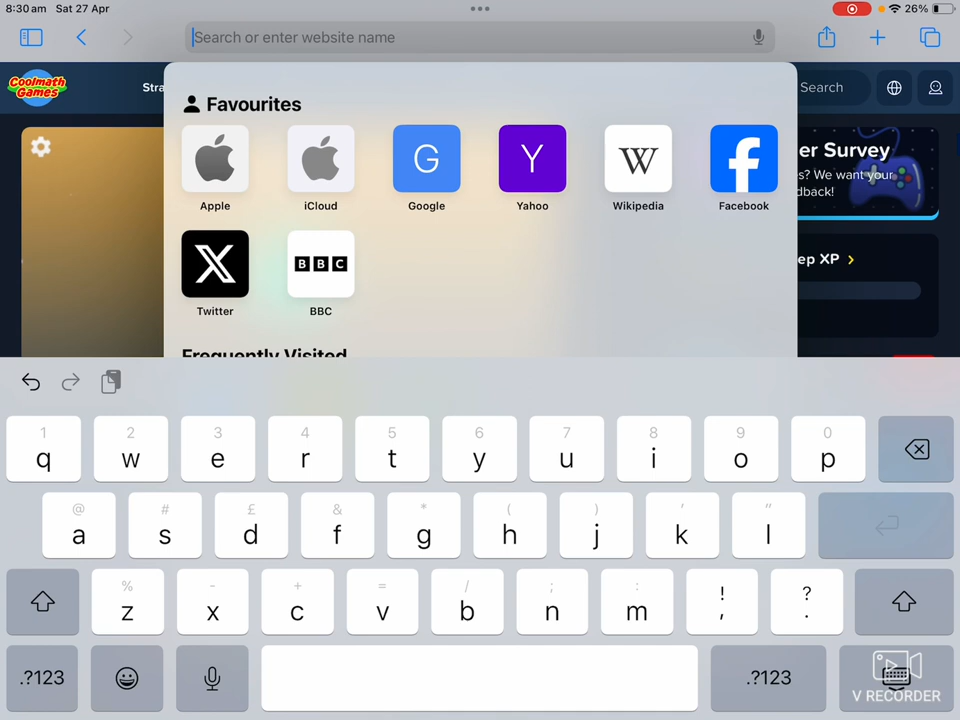 8:30 am Sat 27 Apr
26%
Search or enter website name
Coolmath Games
Stra
Search
Favourites
Apple
iCloud
G
Google
Y
Yahoo
W
Wikipedia
f
Facebook
X
Twitter
BBC
BBC
er Survey
s? We want your
dback!
ep XP >
Frequently Visited
1 2 3 4 5 6 7 8 9 0
q w e r t y u i o p
@ # £ & * ( ) ' "
a s d f g h j k l
% - + = / ; : ! ?
z x c v b n m , .
.?123
.?123
V RECORDER